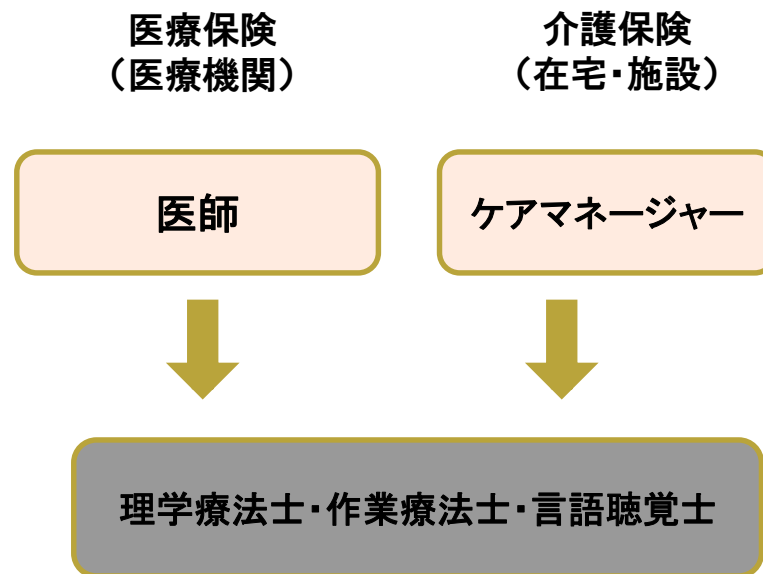 医療保険
（医療機関）
介護保険
（在宅・施設）
医師
ケアマネージャー
理学療法士・作業療法士・言語聴覚士